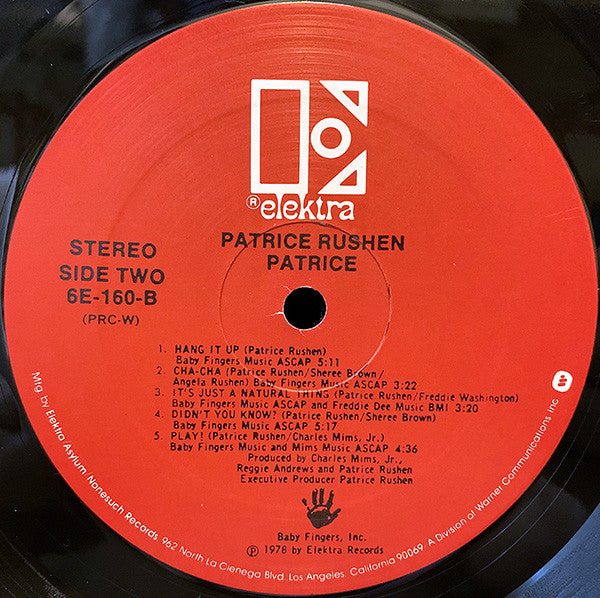 ® elektra
PATRICE RUSHEN
PATRICE
STEREO
SIDE TWO
6E-160-B
(PRC-W)
1. HANG IT UP (Patrice Rushen)
Baby Fingers Music ASCAP 5:11
2. CHA-CHA (Patrice Rushen/Sheree Brown/
Angela Rushen) Baby Fingers Music ASCAP 3:22
3. IT'S JUST A NATURAL THING (Patrice Rushen/Freddie Washington)
Baby Fingers Music ASCAP and Freddie Dee Music BMI 3:20
4. DIDN'T YOU KNOW? (Patrice Rushen/Sheree Brown)
Baby Fingers Music ASCAP 5:17
5. PLAY! (Patrice Rushen/Charles Mims, Jr.)
Baby Fingers Music and Mims Music ASCAP 4:36
Produced by Charles Mims, Jr.,
Reggie Andrews and Patrice Rushen
Executive Producer Patrice Rushen
Baby Fingers, Inc.
℗ 1978 by Elektra Records
Mfg. by Elektra Asylum, Nonesuch Records, 962 North La Cienega Blvd. Los Angeles, California 90069. A Division of Warner Communications, Inc.